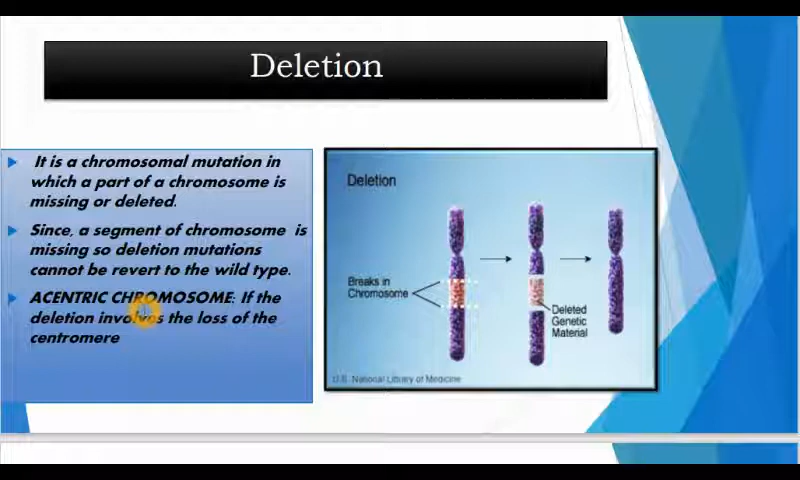 Deletion
It is a chromosomal mutation in
which a part of a chromosome is
missing or deleted.
Since, a segment of chromosome is
missing so deletion mutations
cannot be revert to the wild type.
ACENTRIC CHROMOSOME: If the
deletion involves the loss of the
centromere
Deletion
Breaks in
Chromosome
Deleted
Genetic
Material
U.S. National Library of Medicine